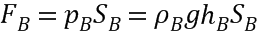 F_B = p_B S_B = ρ_B g h_B S_B